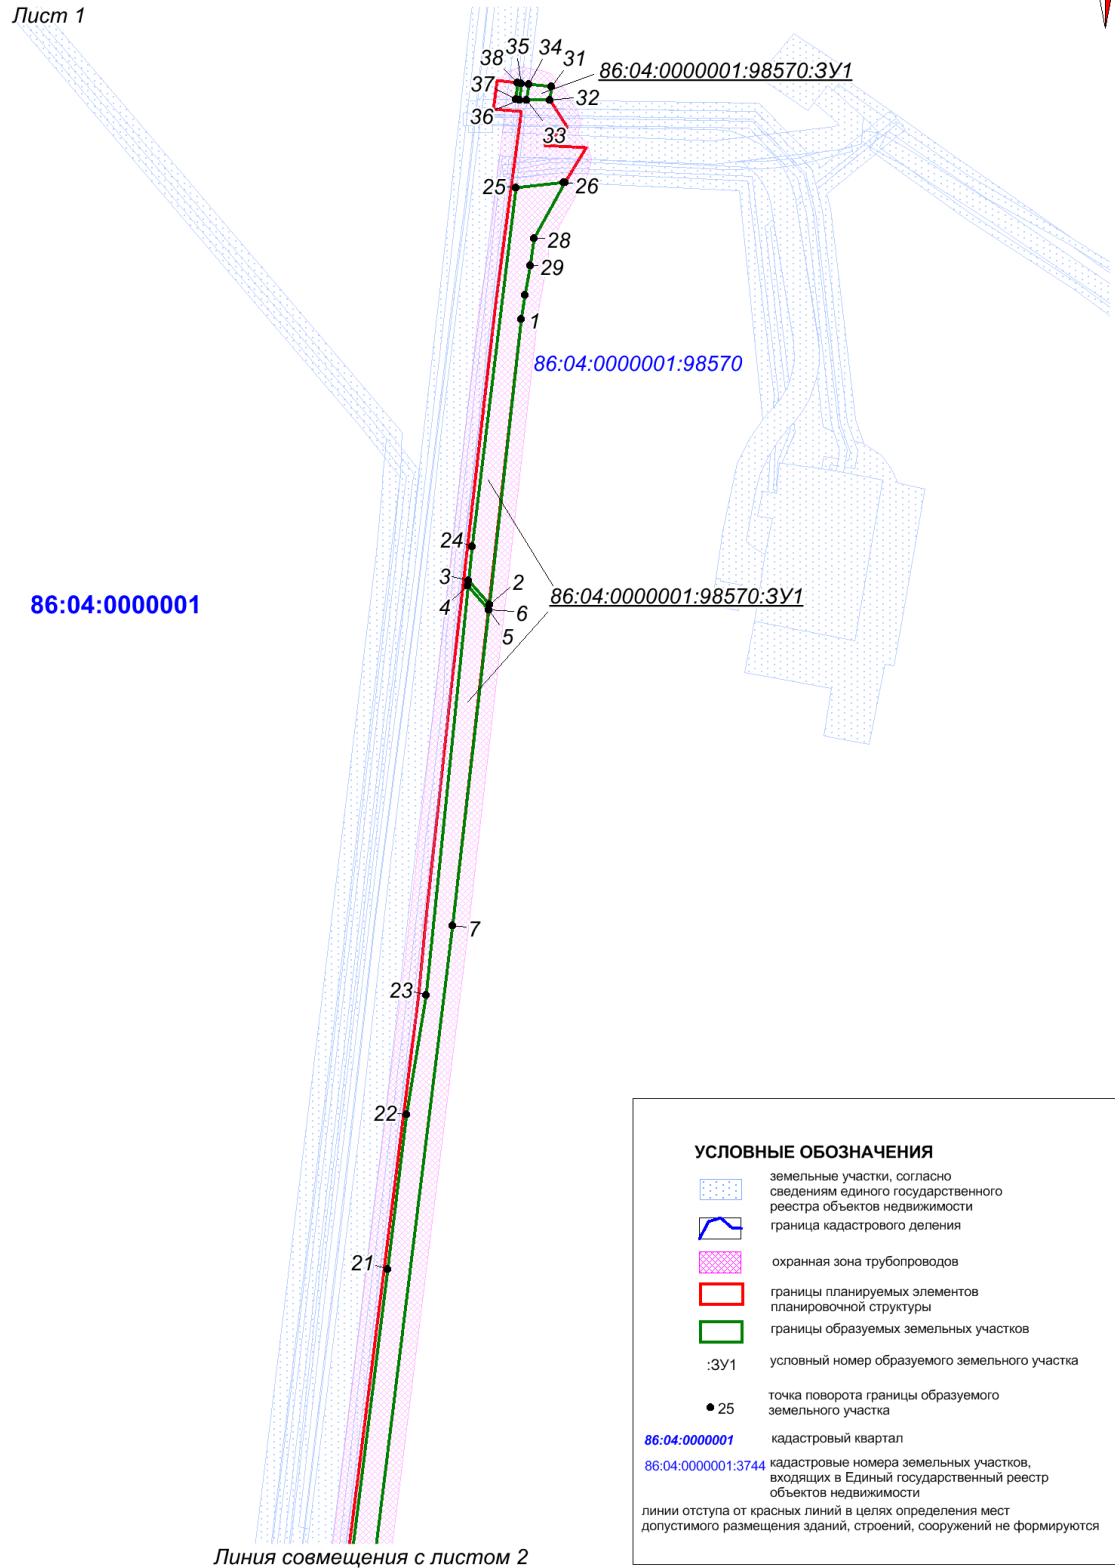 Лист 1
35
34
38
31
86:04:0000001:98570:ЗУ1
37
32
36
33
25
26
28
29
1
86:04:0000001:98570
24
3
2
86:04:0000001:98570:ЗУ1
86:04:0000001
4
6
5
7
23
22
21
УСЛОВНЫЕ ОБОЗНАЧЕНИЯ
земельные участки, согласно
сведениям единого государственного
реестра объектов недвижимости
граница кадастрового деления
охранная зона трубопроводов
границы планируемых элементов
планировочной структуры
границы образуемых земельных участков
:ЗУ1 условный номер образуемого земельного участка
25 точка поворота границы образуемого
земельного участка
86:04:0000001 кадастровый квартал
86:04:0000001:3744 кадастровые номера земельных участков,
входящих в Единый государственный реестр
объектов недвижимости
линии отступа от красных линий в целях определения мест
допустимого размещения зданий, строений, сооружений не формируются
Линия совмещения с листом 2